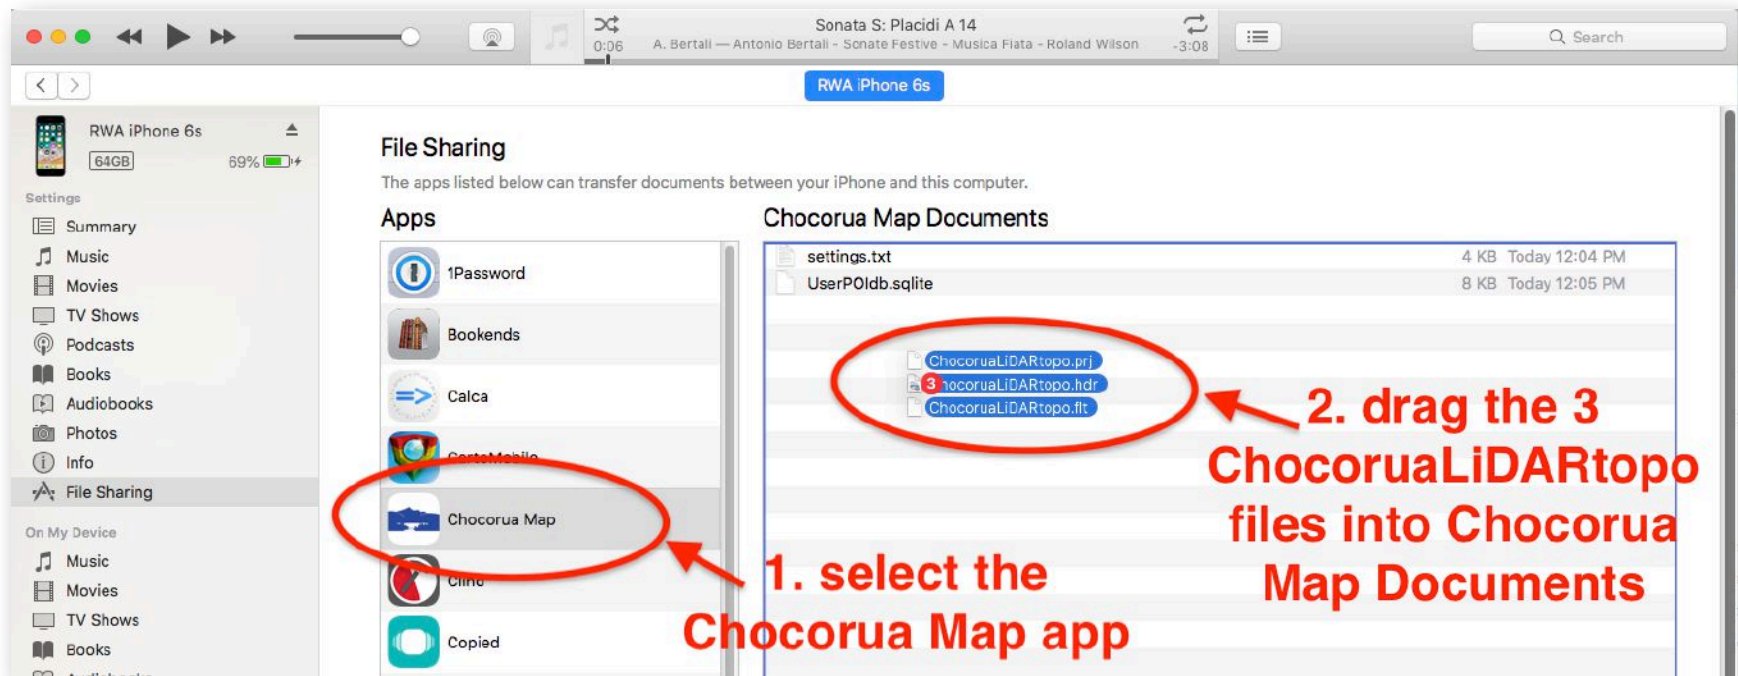 Sonata S: Placidi A 14
0:06
A. Bertali — Antonio Bertali - Sonate Festive - Musica Fiata - Roland Wilson
-3:08
Search
RWA iPhone 6s
RWA iPhone 6s
64GB
69%
Settings
Summary
Music
Movies
TV Shows
Podcasts
Books
Audiobooks
Photos
Info
File Sharing
On My Device
Music
Movies
TV Shows
Books
Audiobooks
File Sharing
The apps listed below can transfer documents between your iPhone and this computer.
Apps
1Password
Bookends
Calca
CartoMobile
Chocorua Map
Clino
Copied
Chocorua Map Documents
settings.txt 4 KB Today 12:04 PM
UserPOIdb.sqlite 8 KB Today 12:05 PM
ChocoruaLiDARtopo.prj
3 hocoruaLiDARtopo.hdr
ChocoruaLiDARtopo.flt
1. select the
Chocorua Map app
2. drag the 3
ChocoruaLiDARtopo
files into Chocorua
Map Documents